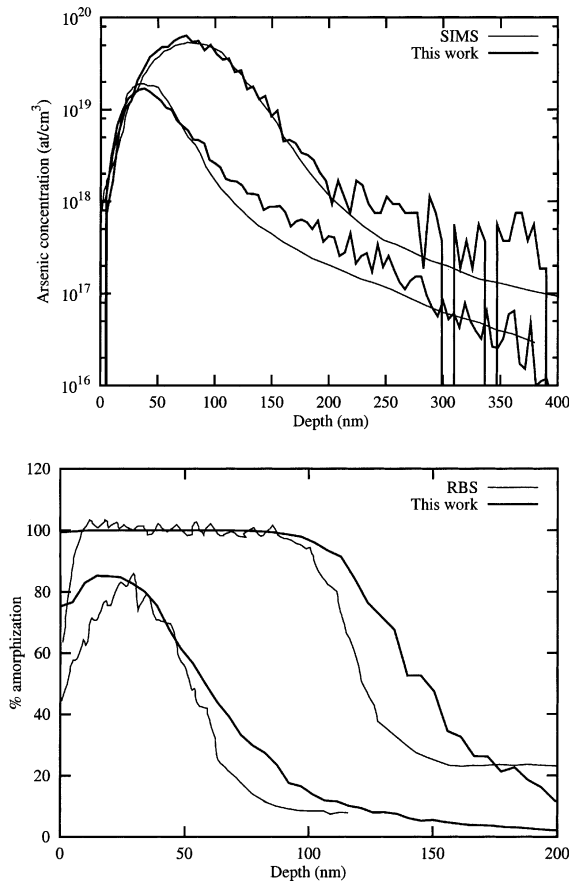 10^20
10^19
10^18
10^17
10^16
Arsenic concentration (at/cm^3)
SIMS
This work
0 50 100 150 200 250 300 350 400
Depth (nm)
120
100
80
60
40
20
0
% amorphization
RBS
This work
0 50 100 150 200
Depth (nm)